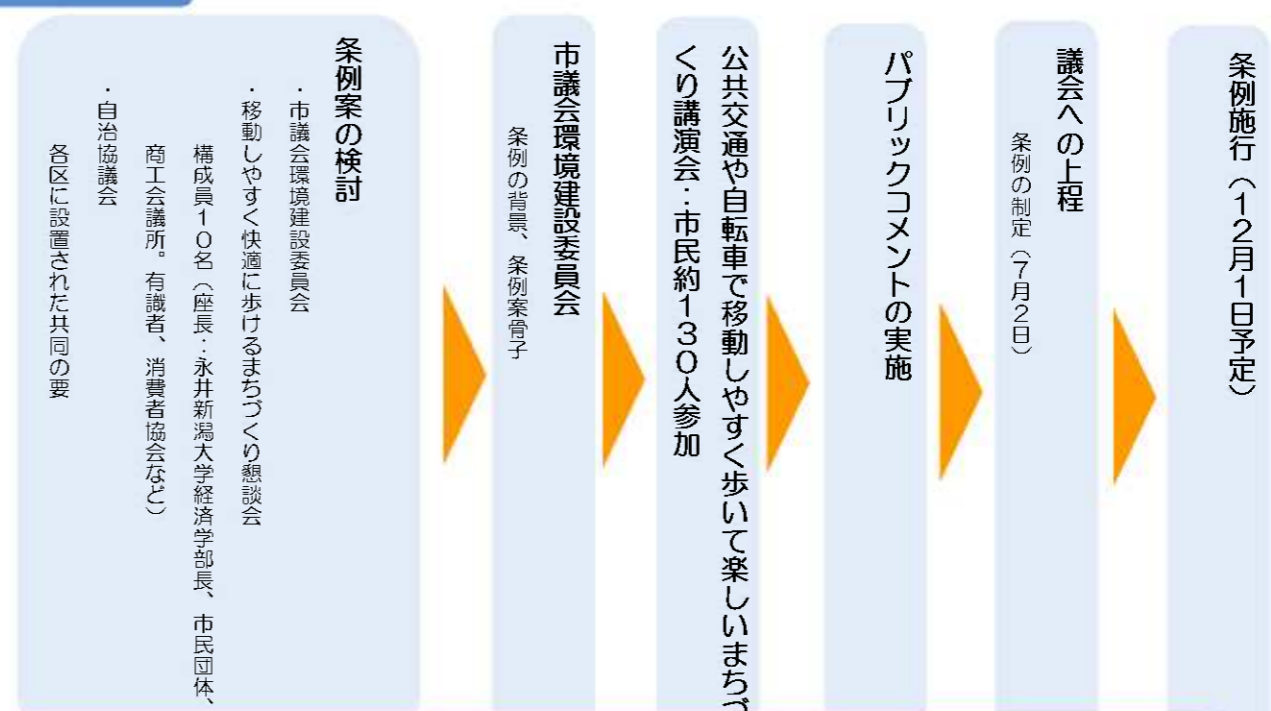 条例案の検討
・市議会環境建設委員会
・移動しやすく快適に歩けるまちづくり懇談会
構成員１０名（座長：永井新潟大学経済学部長、市民団体、
商工会議所。有識者、消費者協会など）
・自治協議会
各区に設置された共同の要
市議会環境建設委員会
条例の背景、条例案骨子
公共交通や自転車で移動しやすく歩いて楽しいまちづ
くり講演会：市民約１３０人参加
パブリックコメントの実施
議会への上程
条例の制定（７月２日）
条例施行（１２月１日予定）